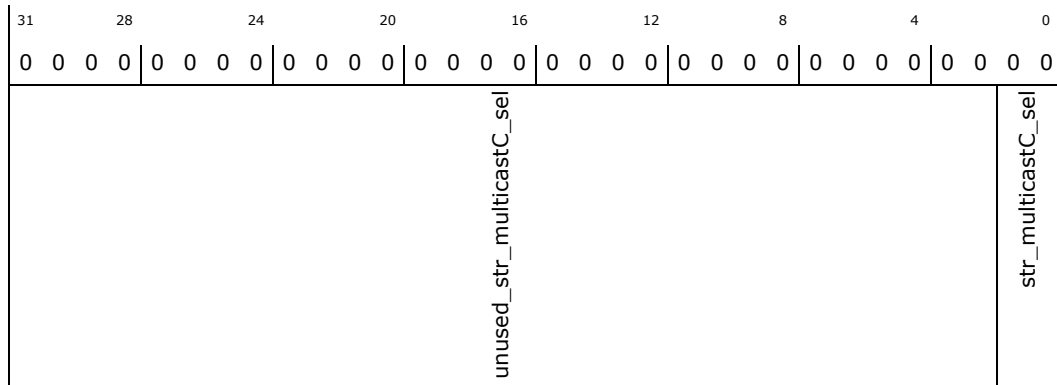 31 28 24 20 16 12 8 4 0
0 0 0 0 0 0 0 0 0 0 0 0 0 0 0 0 0 0 0 0 0 0 0 0 0 0 0 0 0 0 0 0
unused_str_multicastC_sel
str_multicastC_sel